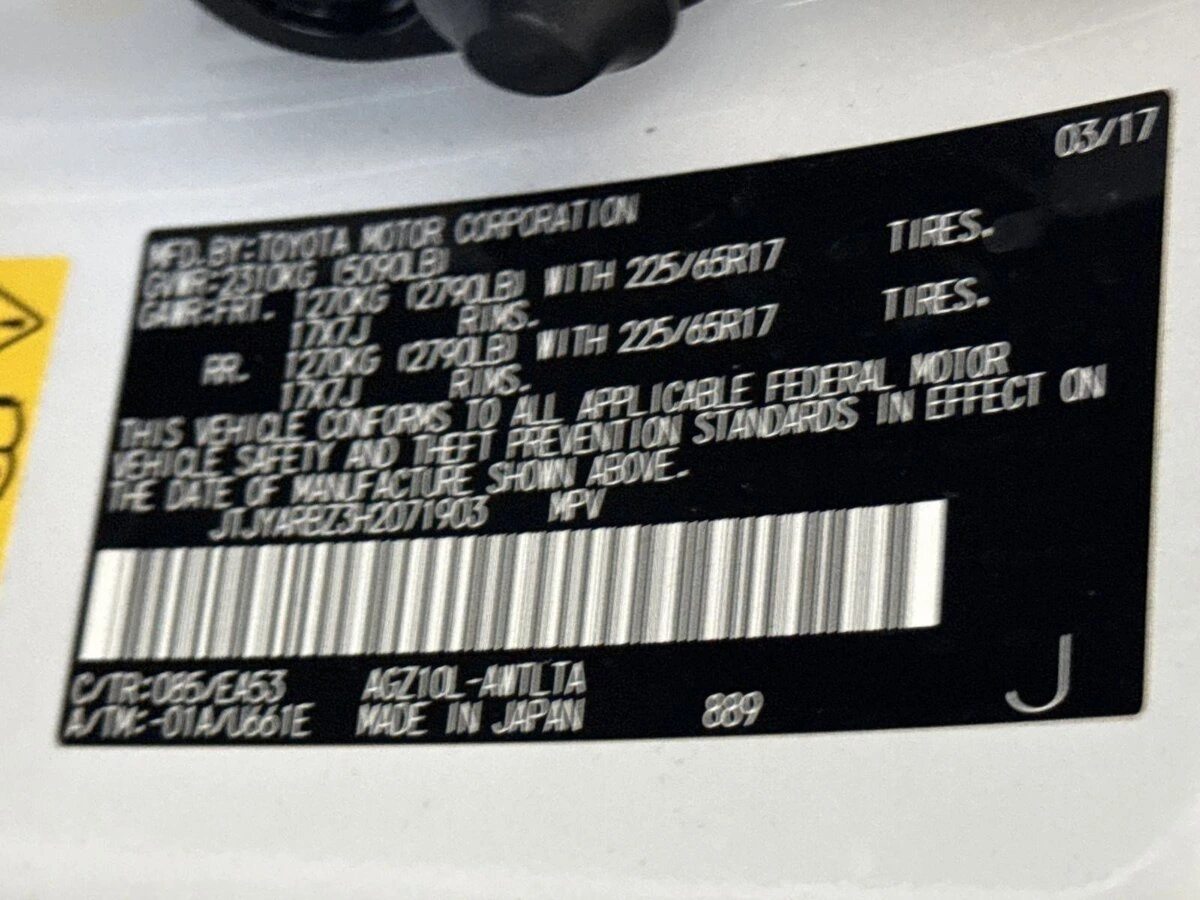 03/17
MFD.BY:TOYOTA MOTOR CORPORATION
GVWR:2310KG (5090LB)
GAWR:FRT. 1270KG (2790LB) WITH 225/65R17 TIRES.
17X7J RIMS.
RR. 1270KG (2790LB) WITH 225/65R17 TIRES.
17X7J RIMS.
THIS VEHICLE CONFORMS TO ALL APPLICABLE FEDERAL MOTOR
VEHICLE SAFETY AND THEFT PREVENTION STANDARDS IN EFFECT ON
THE DATE OF MANUFACTURE SHOWN ABOVE.
JTJYARBZ3H2071903 MPV
C/TR:085/EA53 AGZ10L-AWTLTA
A/TM:-01A/U661E MADE IN JAPAN 889
J